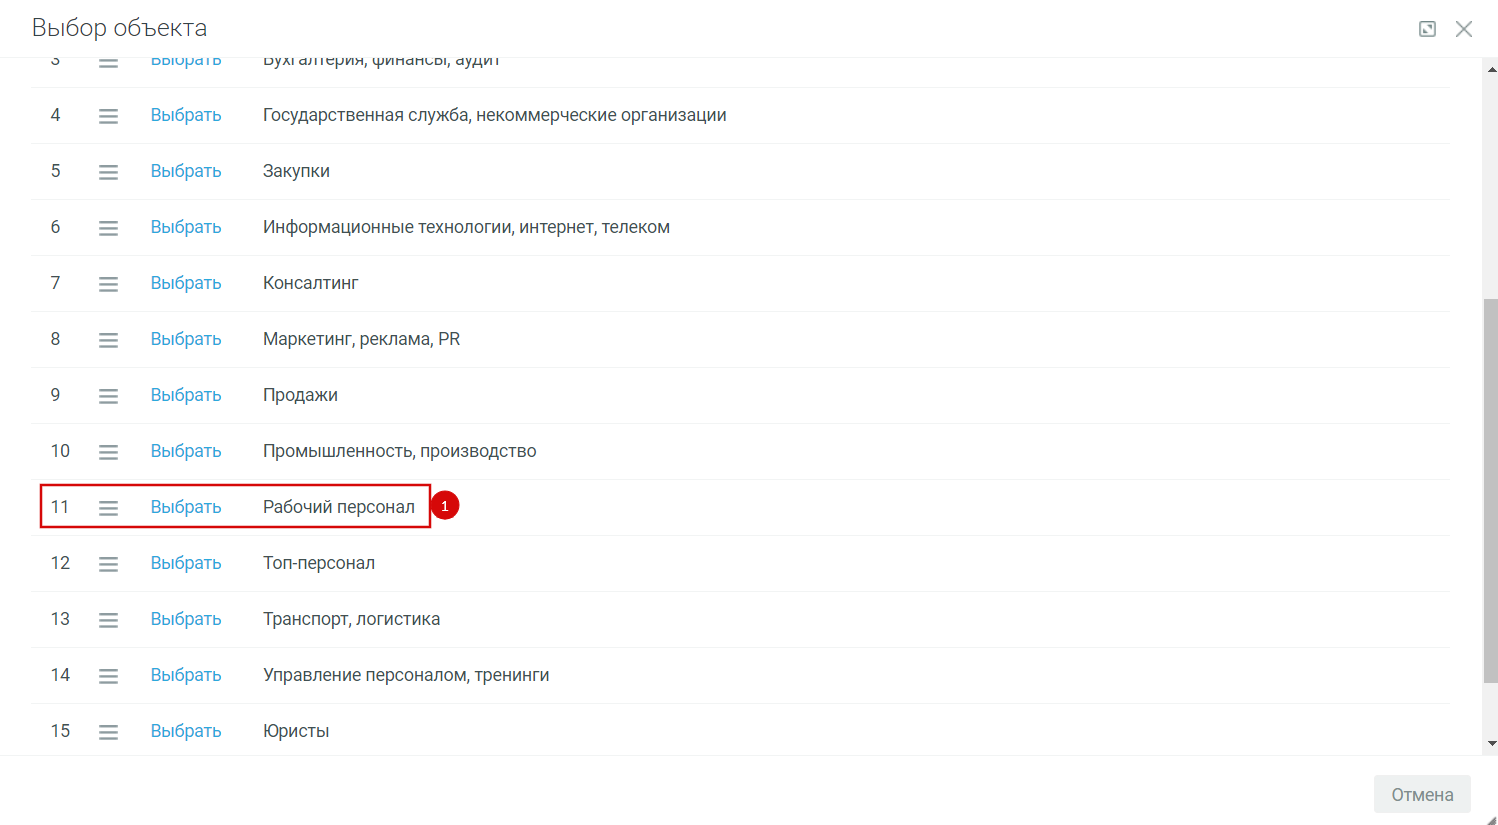 Выбор объекта
3 Выбрать Бухгалтерия, финансы, аудит
4 Выбрать Государственная служба, некоммерческие организации
5 Выбрать Закупки
6 Выбрать Информационные технологии, интернет, телеком
7 Выбрать Консалтинг
8 Выбрать Маркетинг, реклама, PR
9 Выбрать Продажи
10 Выбрать Промышленность, производство
11 Выбрать Рабочий персонал 1
12 Выбрать Топ-персонал
13 Выбрать Транспорт, логистика
14 Выбрать Управление персоналом, тренинги
15 Выбрать Юристы
Отмена